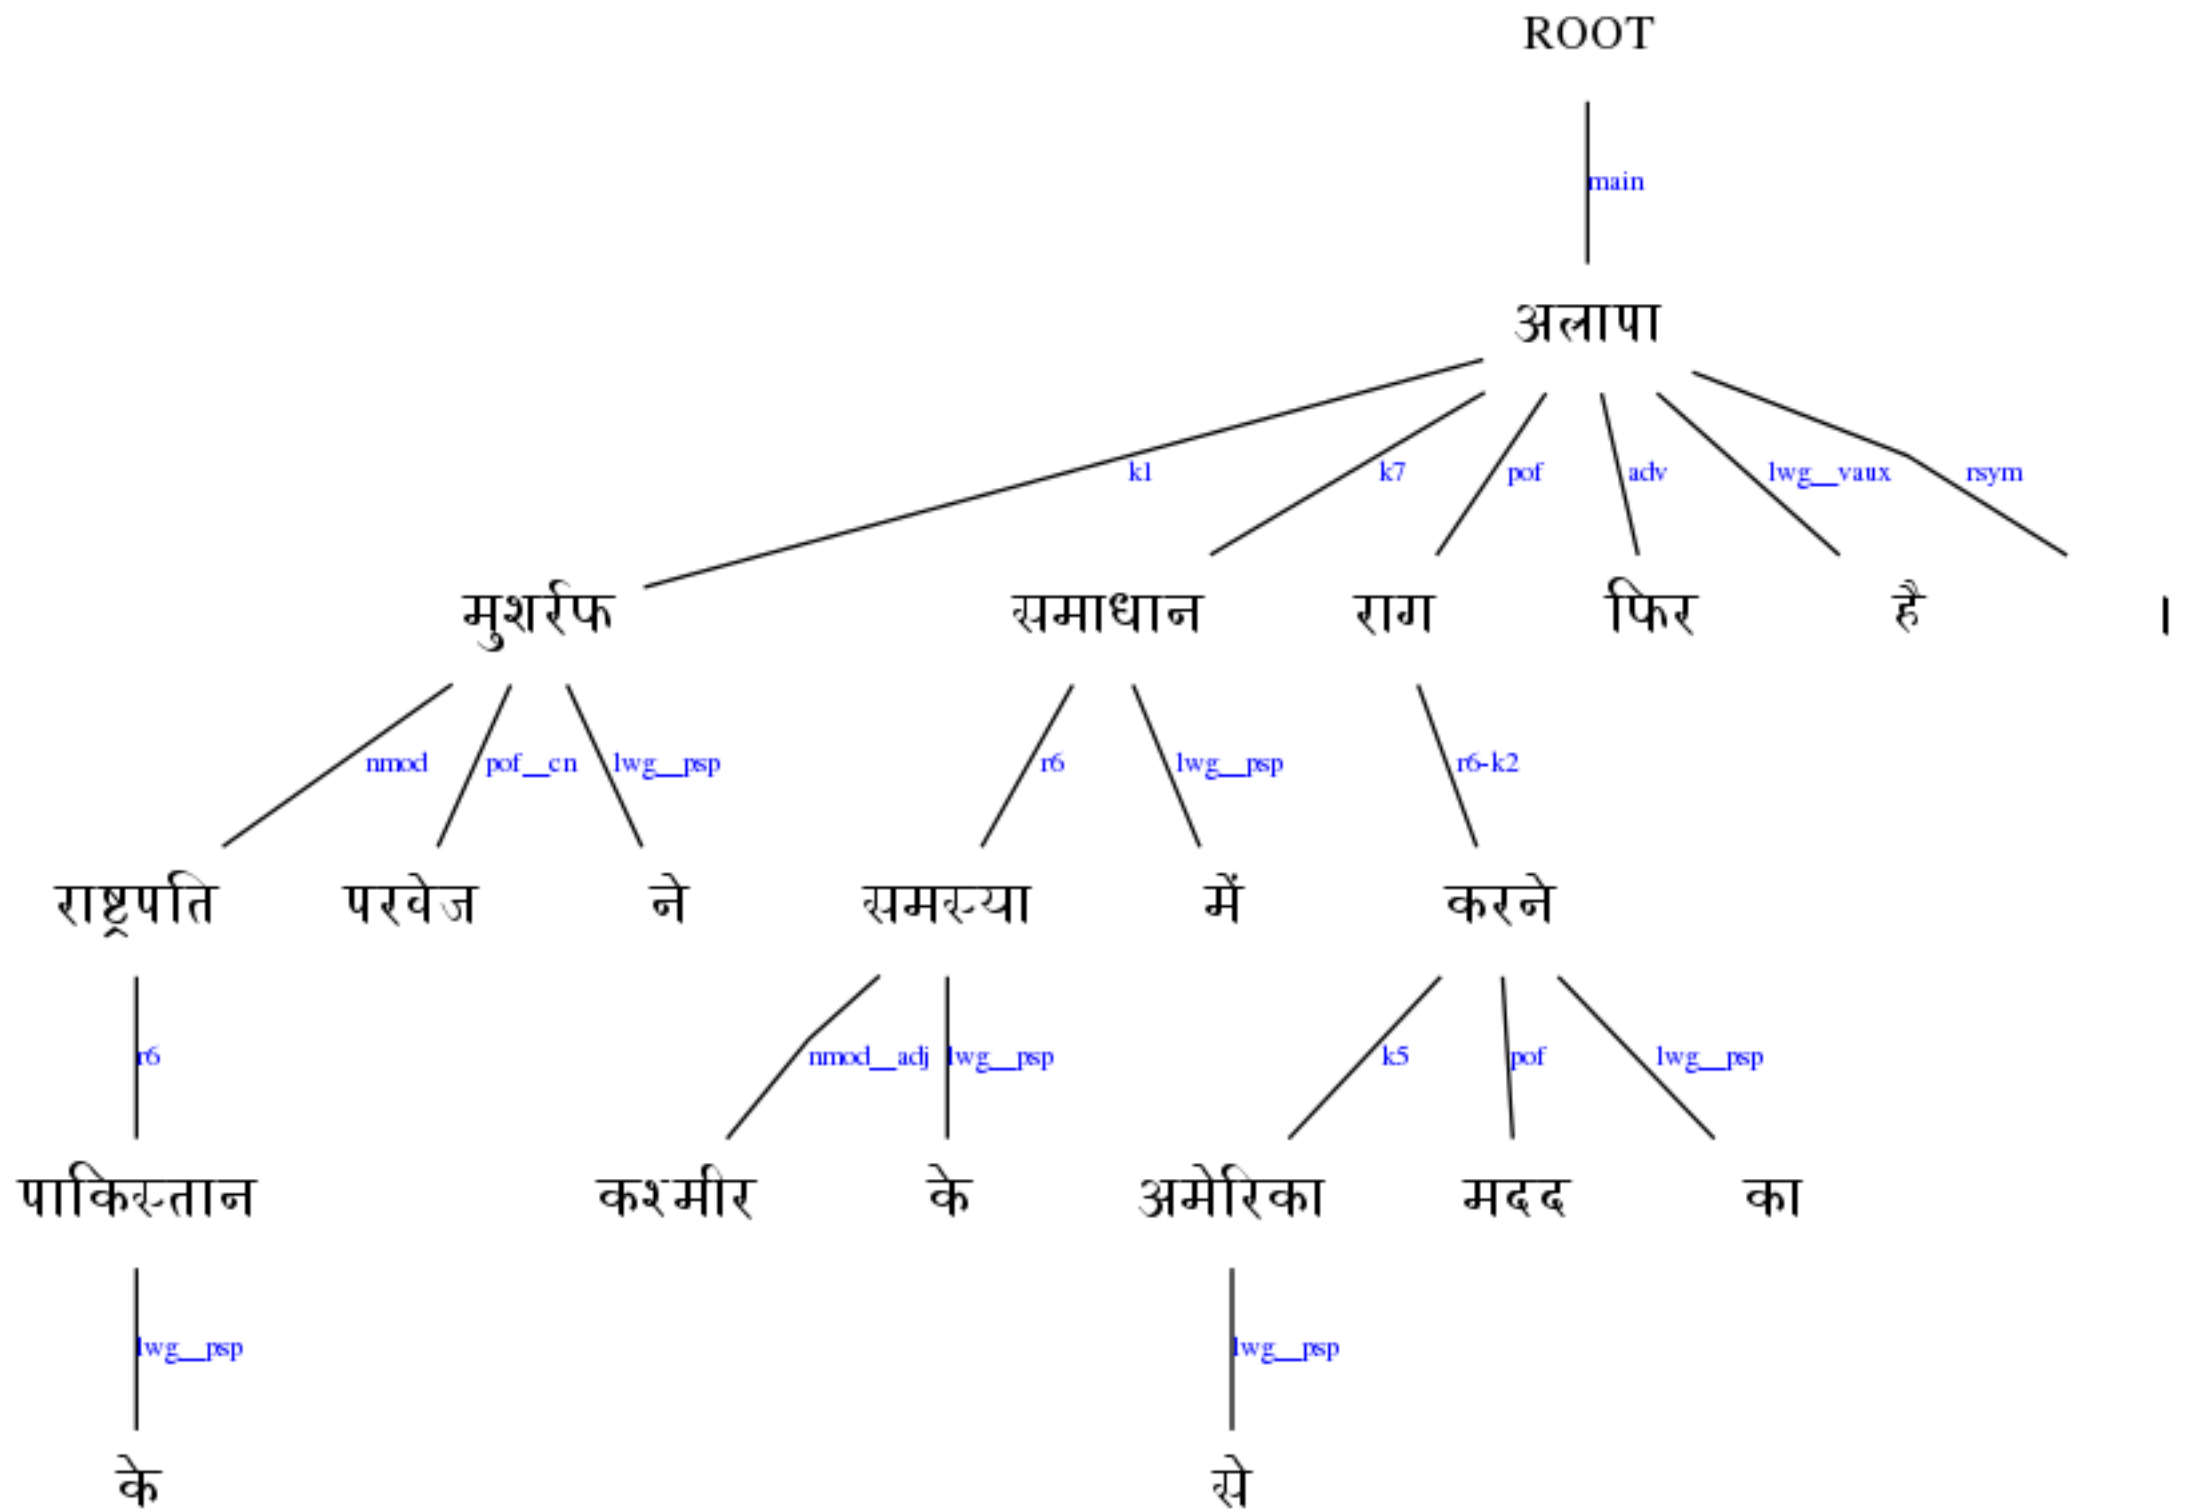 ROOT
main
अलापा
k1 k7 pof adv lwg__vaux rsym
मुशर्रफ समाधान राग फिर है ।
nmod pof__cn lwg__psp r6 lwg__psp r6-k2
राष्ट्रपति परवेज ने समस्या में करने
r6 nmod__adj lwg__psp k5 pof lwg__psp
पाकिस्तान कश्मीर के अमेरिका मदद का
lwg__psp lwg__psp
के से